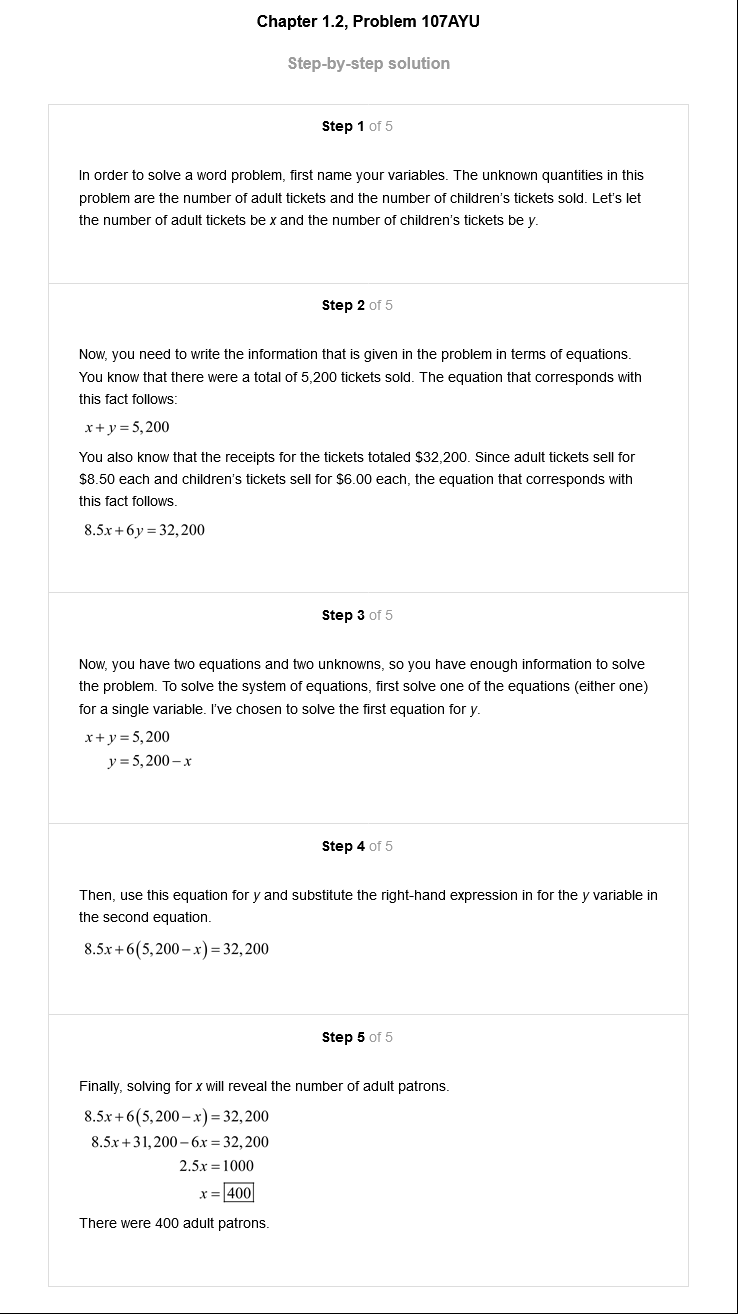 Chapter 1.2, Problem 107AYU
Step-by-step solution
Step 1 of 5
In order to solve a word problem, first name your variables. The unknown quantities in this
problem are the number of adult tickets and the number of children's tickets sold. Let's let
the number of adult tickets be x and the number of children's tickets be y.
Step 2 of 5
Now, you need to write the information that is given in the problem in terms of equations.
You know that there were a total of 5,200 tickets sold. The equation that corresponds with
this fact follows:
x + y = 5,200
You also know that the receipts for the tickets totaled $32,200. Since adult tickets sell for
$8.50 each and children's tickets sell for $6.00 each, the equation that corresponds with
this fact follows.
8.5x + 6y = 32,200
Step 3 of 5
Now, you have two equations and two unknowns, so you have enough information to solve
the problem. To solve the system of equations, first solve one of the equations (either one)
for a single variable. I've chosen to solve the first equation for y.
x + y = 5,200
y = 5,200 − x
Step 4 of 5
Then, use this equation for y and substitute the right-hand expression in for the y variable in
the second equation.
8.5x + 6(5,200 − x) = 32,200
Step 5 of 5
Finally, solving for x will reveal the number of adult patrons.
8.5x + 6(5,200 − x) = 32,200
8.5x + 31,200 − 6x = 32,200
2.5x = 1000
x = 400
There were 400 adult patrons.